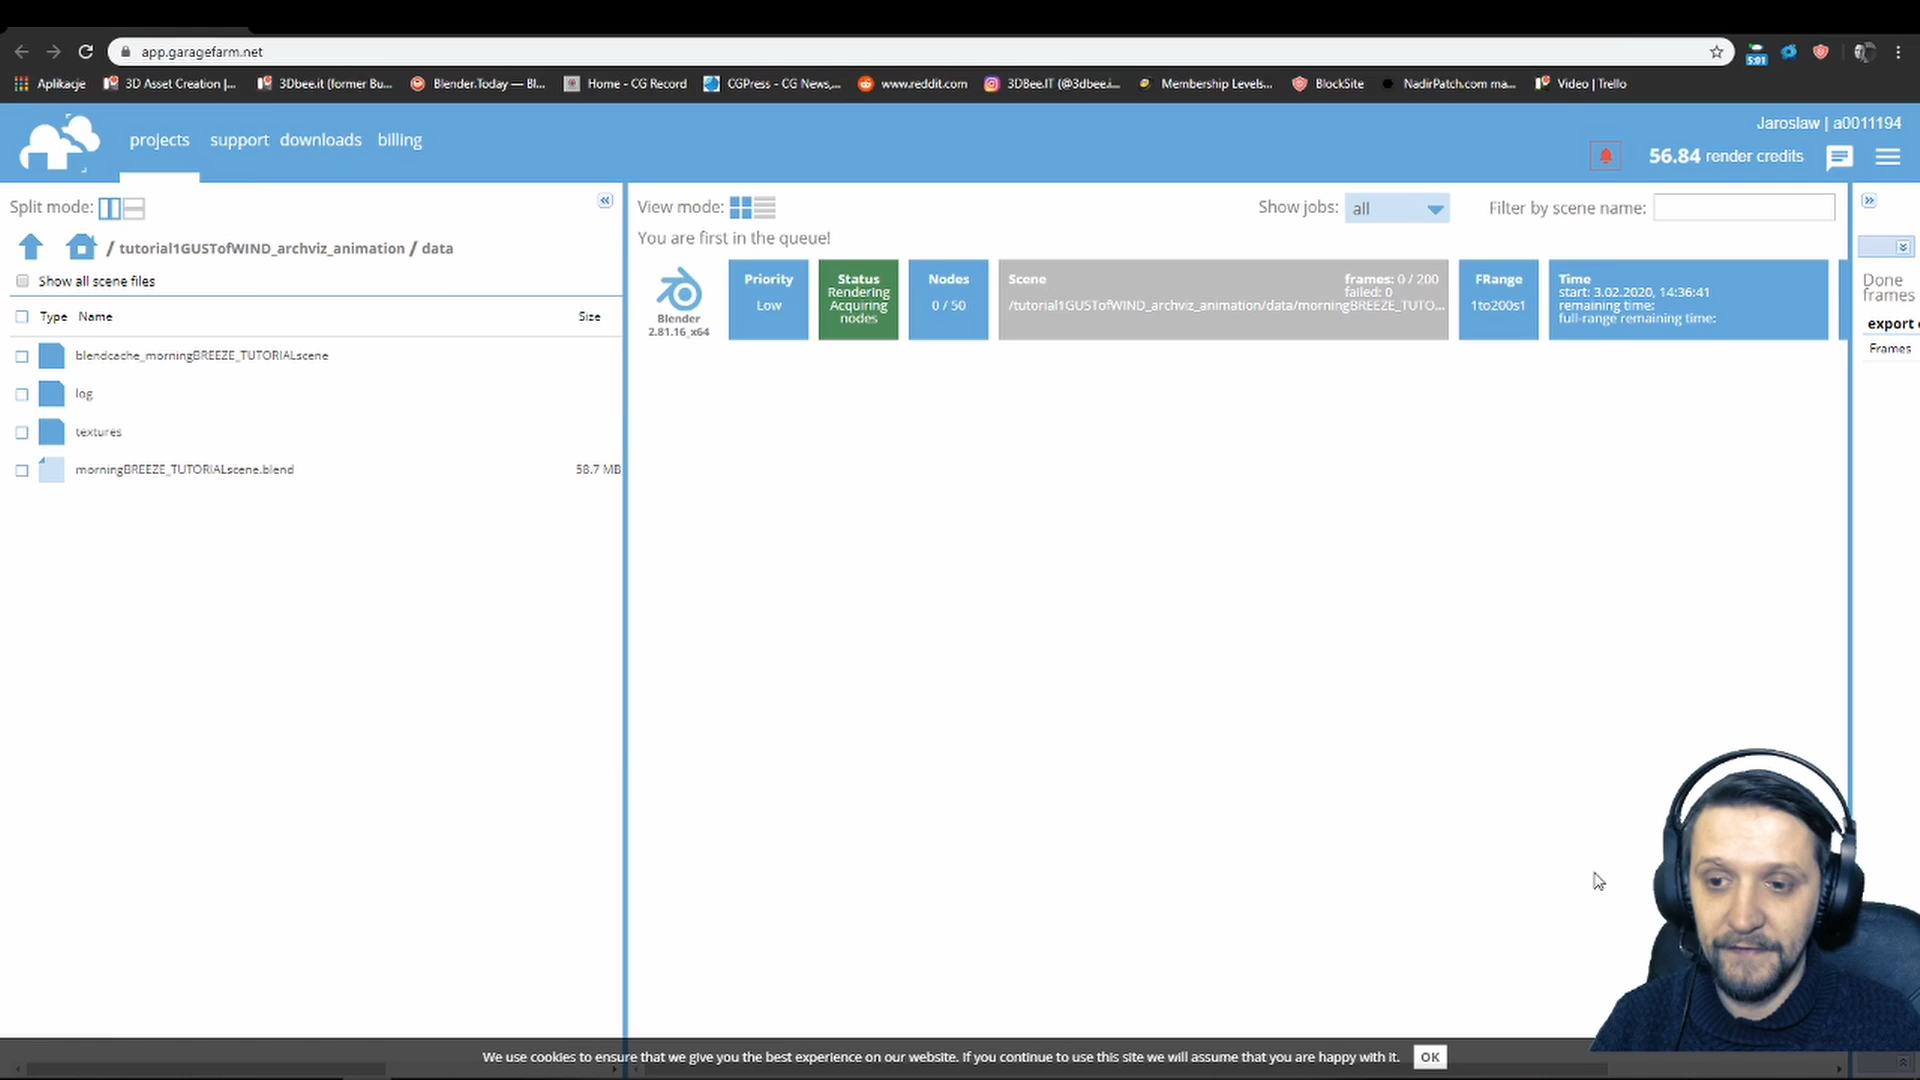 app.garagefarm.net
5:01
Aplikacje
3D Asset Creation |...
3Dbee.it (former Bu...
Blender.Today — Bl...
Home - CG Record
CGPress - CG News,...
www.reddit.com
3DBee.IT (@3dbee.i...
Membership Levels...
BlockSite
NadirPatch.com ma...
Video | Trello
projects
support
downloads
billing
Jaroslaw | a0011194
56.84 render credits
Split mode:
/ tutorial1GUSTofWIND_archviz_animation / data
Show all scene files
Type Name Size
blendcache_morningBREEZE_TUTORIALscene
log
textures
morningBREEZE_TUTORIALscene.blend 58.7 MB
View mode:
Show jobs: all
Filter by scene name:
You are first in the queue!
Blender
2.81.16_x64
Priority
Low
Status
Rendering
Acquiring
nodes
Nodes
0 / 50
Scene
frames: 0 / 200
failed: 0
/tutorial1GUSTofWIND_archviz_animation/data/morningBREEZE_TUTO...
FRange
1to200s1
Time
start: 3.02.2020, 14:36:41
remaining time:
full-range remaining time:
Done
frames
export
Frames
We use cookies to ensure that we give you the best experience on our website. If you continue to use this site we will assume that you are happy with it.
OK